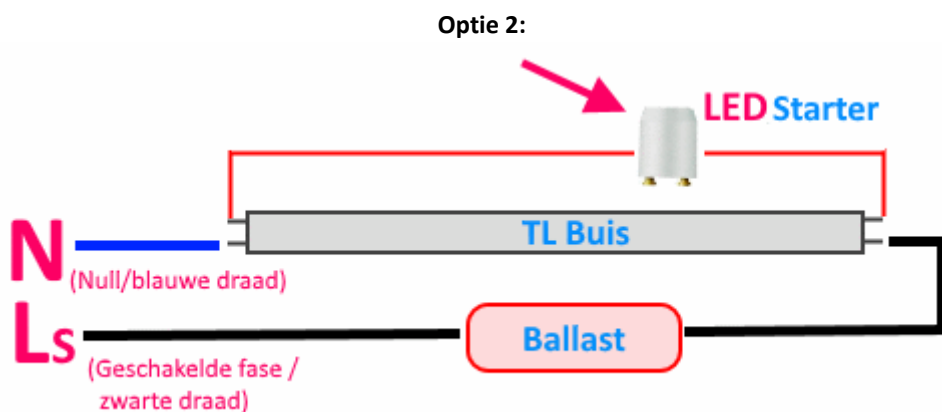 Optie 2:
LED Starter
TL Buis
N
(Null/blauwe draad)
Ls
Ballast
(Geschakelde fase /
zwarte draad)